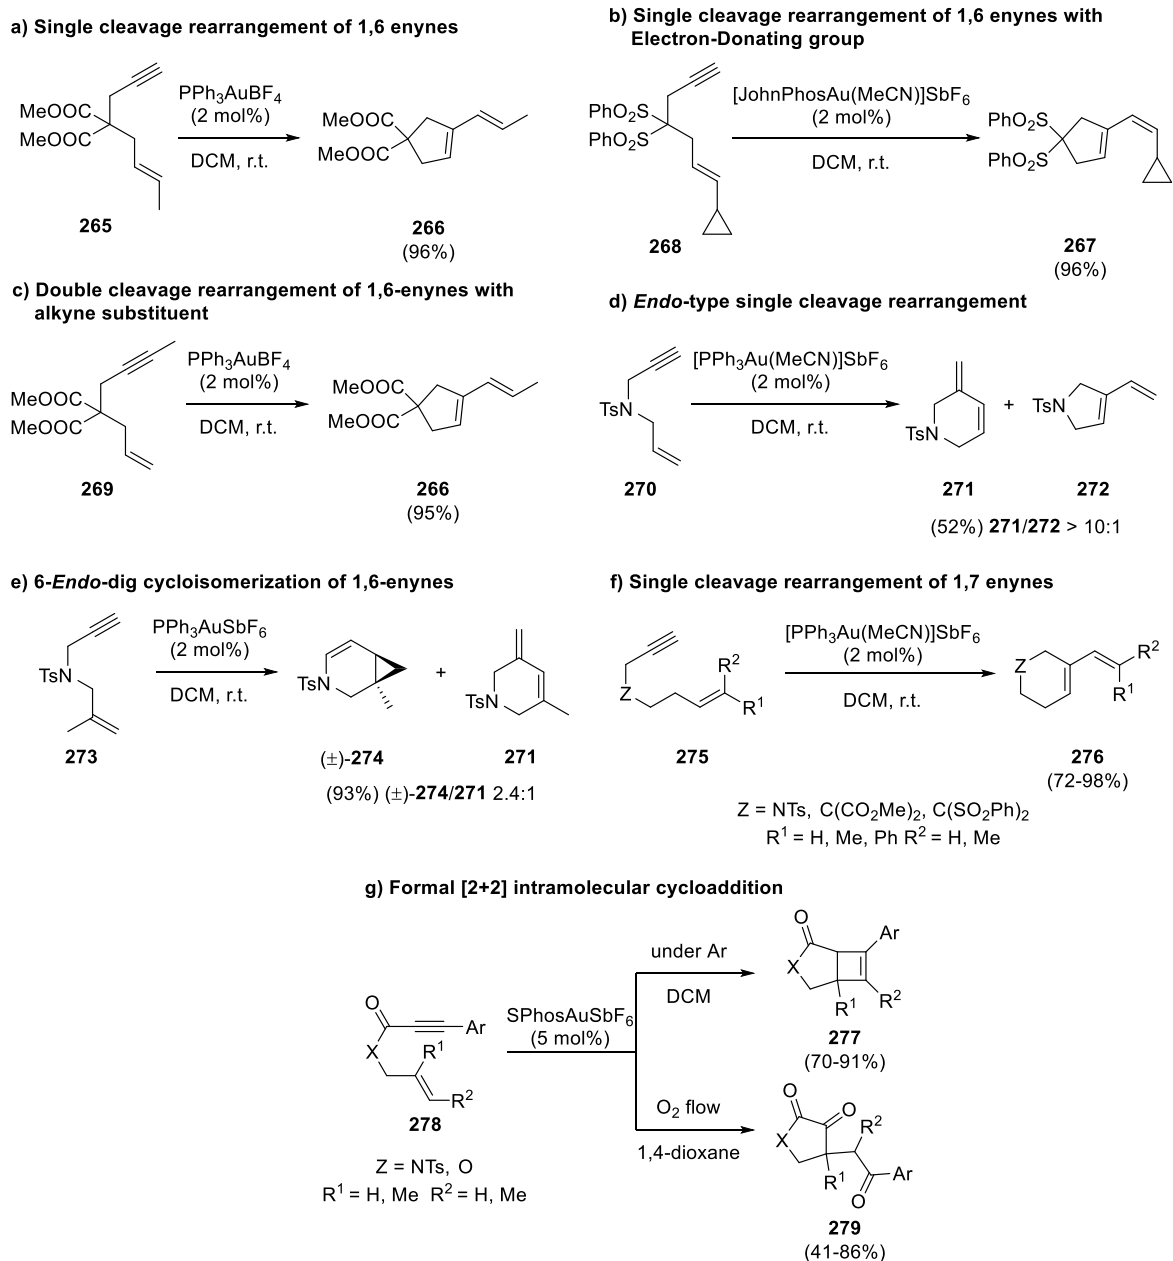 a) Single cleavage rearrangement of 1,6 enynes
MeOOC
MeOOC
265
PPh3AuBF4
(2 mol%)
DCM, r.t.
MeOOC
MeOOC
266
(96%)
b) Single cleavage rearrangement of 1,6 enynes with
Electron-Donating group
PhO2S
PhO2S
268
[JohnPhosAu(MeCN)]SbF6
(2 mol%)
DCM, r.t.
PhO2S
PhO2S
267
(96%)
c) Double cleavage rearrangement of 1,6-enynes with
alkyne substituent
MeOOC
MeOOC
269
PPh3AuBF4
(2 mol%)
DCM, r.t.
MeOOC
MeOOC
266
(95%)
d) Endo-type single cleavage rearrangement
TsN
270
[PPh3Au(MeCN)]SbF6
(2 mol%)
DCM, r.t.
TsN
271
+
TsN
272
(52%) 271/272 > 10:1
e) 6-Endo-dig cycloisomerization of 1,6-enynes
TsN
273
PPh3AuSbF6
(2 mol%)
DCM, r.t.
TsN
(±)-274
+
TsN
271
(93%) (±)-274/271 2.4:1
f) Single cleavage rearrangement of 1,7 enynes
Z
R2
R1
275
[PPh3Au(MeCN)]SbF6
(2 mol%)
DCM, r.t.
Z
R2
R1
276
(72-98%)
Z = NTs, C(CO2Me)2, C(SO2Ph)2
R1 = H, Me, Ph R2 = H, Me
g) Formal [2+2] intramolecular cycloaddition
O
Ar
X
R1
R2
278
Z = NTs, O
R1 = H, Me R2 = H, Me
SPhosAuSbF6
(5 mol%)
under Ar
DCM
O
Ar
X
R1
R2
277
(70-91%)
O2 flow
1,4-dioxane
O
O
X
R2
R1
Ar
O
279
(41-86%)